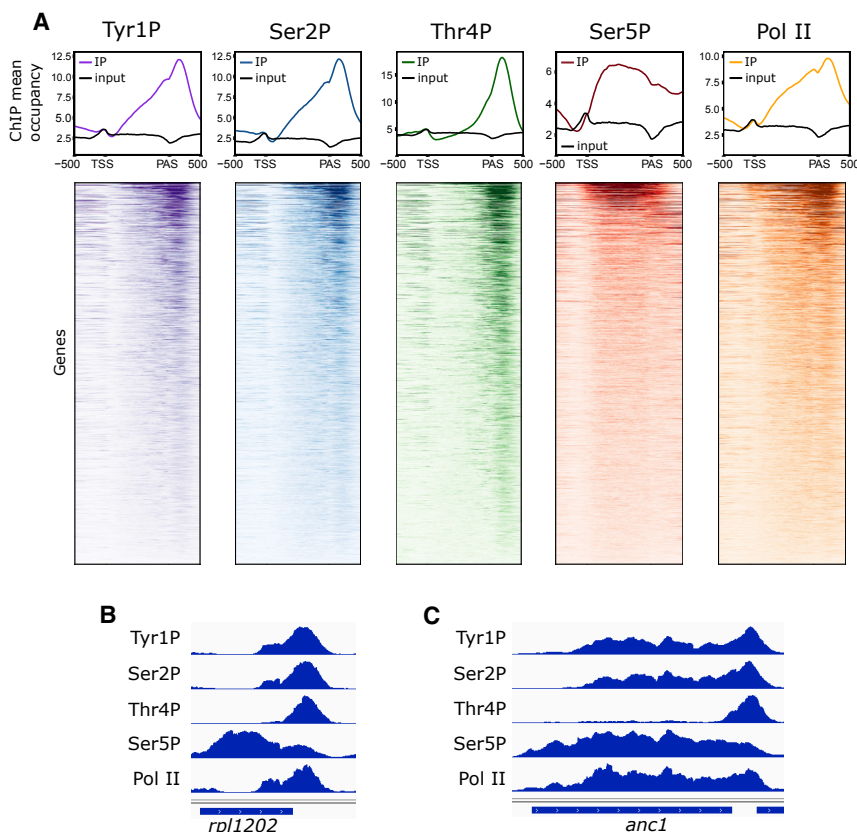 A
Tyr1P
Ser2P
Thr4P
Ser5P
Pol II
ChIP mean
occupancy
12.5
10.0
7.5
5.0
2.5
IP
input
−500 TSS PAS 500
12.5
10.0
7.5
5.0
2.5
IP
input
−500 TSS PAS 500
15
10
5
IP
input
−500 TSS PAS 500
6
4
2
IP
input
−500 TSS PAS 500
10.0
7.5
5.0
2.5
IP
input
−500 TSS PAS 500
Genes
B
Tyr1P
Ser2P
Thr4P
Ser5P
Pol II
rpl1202
C
Tyr1P
Ser2P
Thr4P
Ser5P
Pol II
anc1